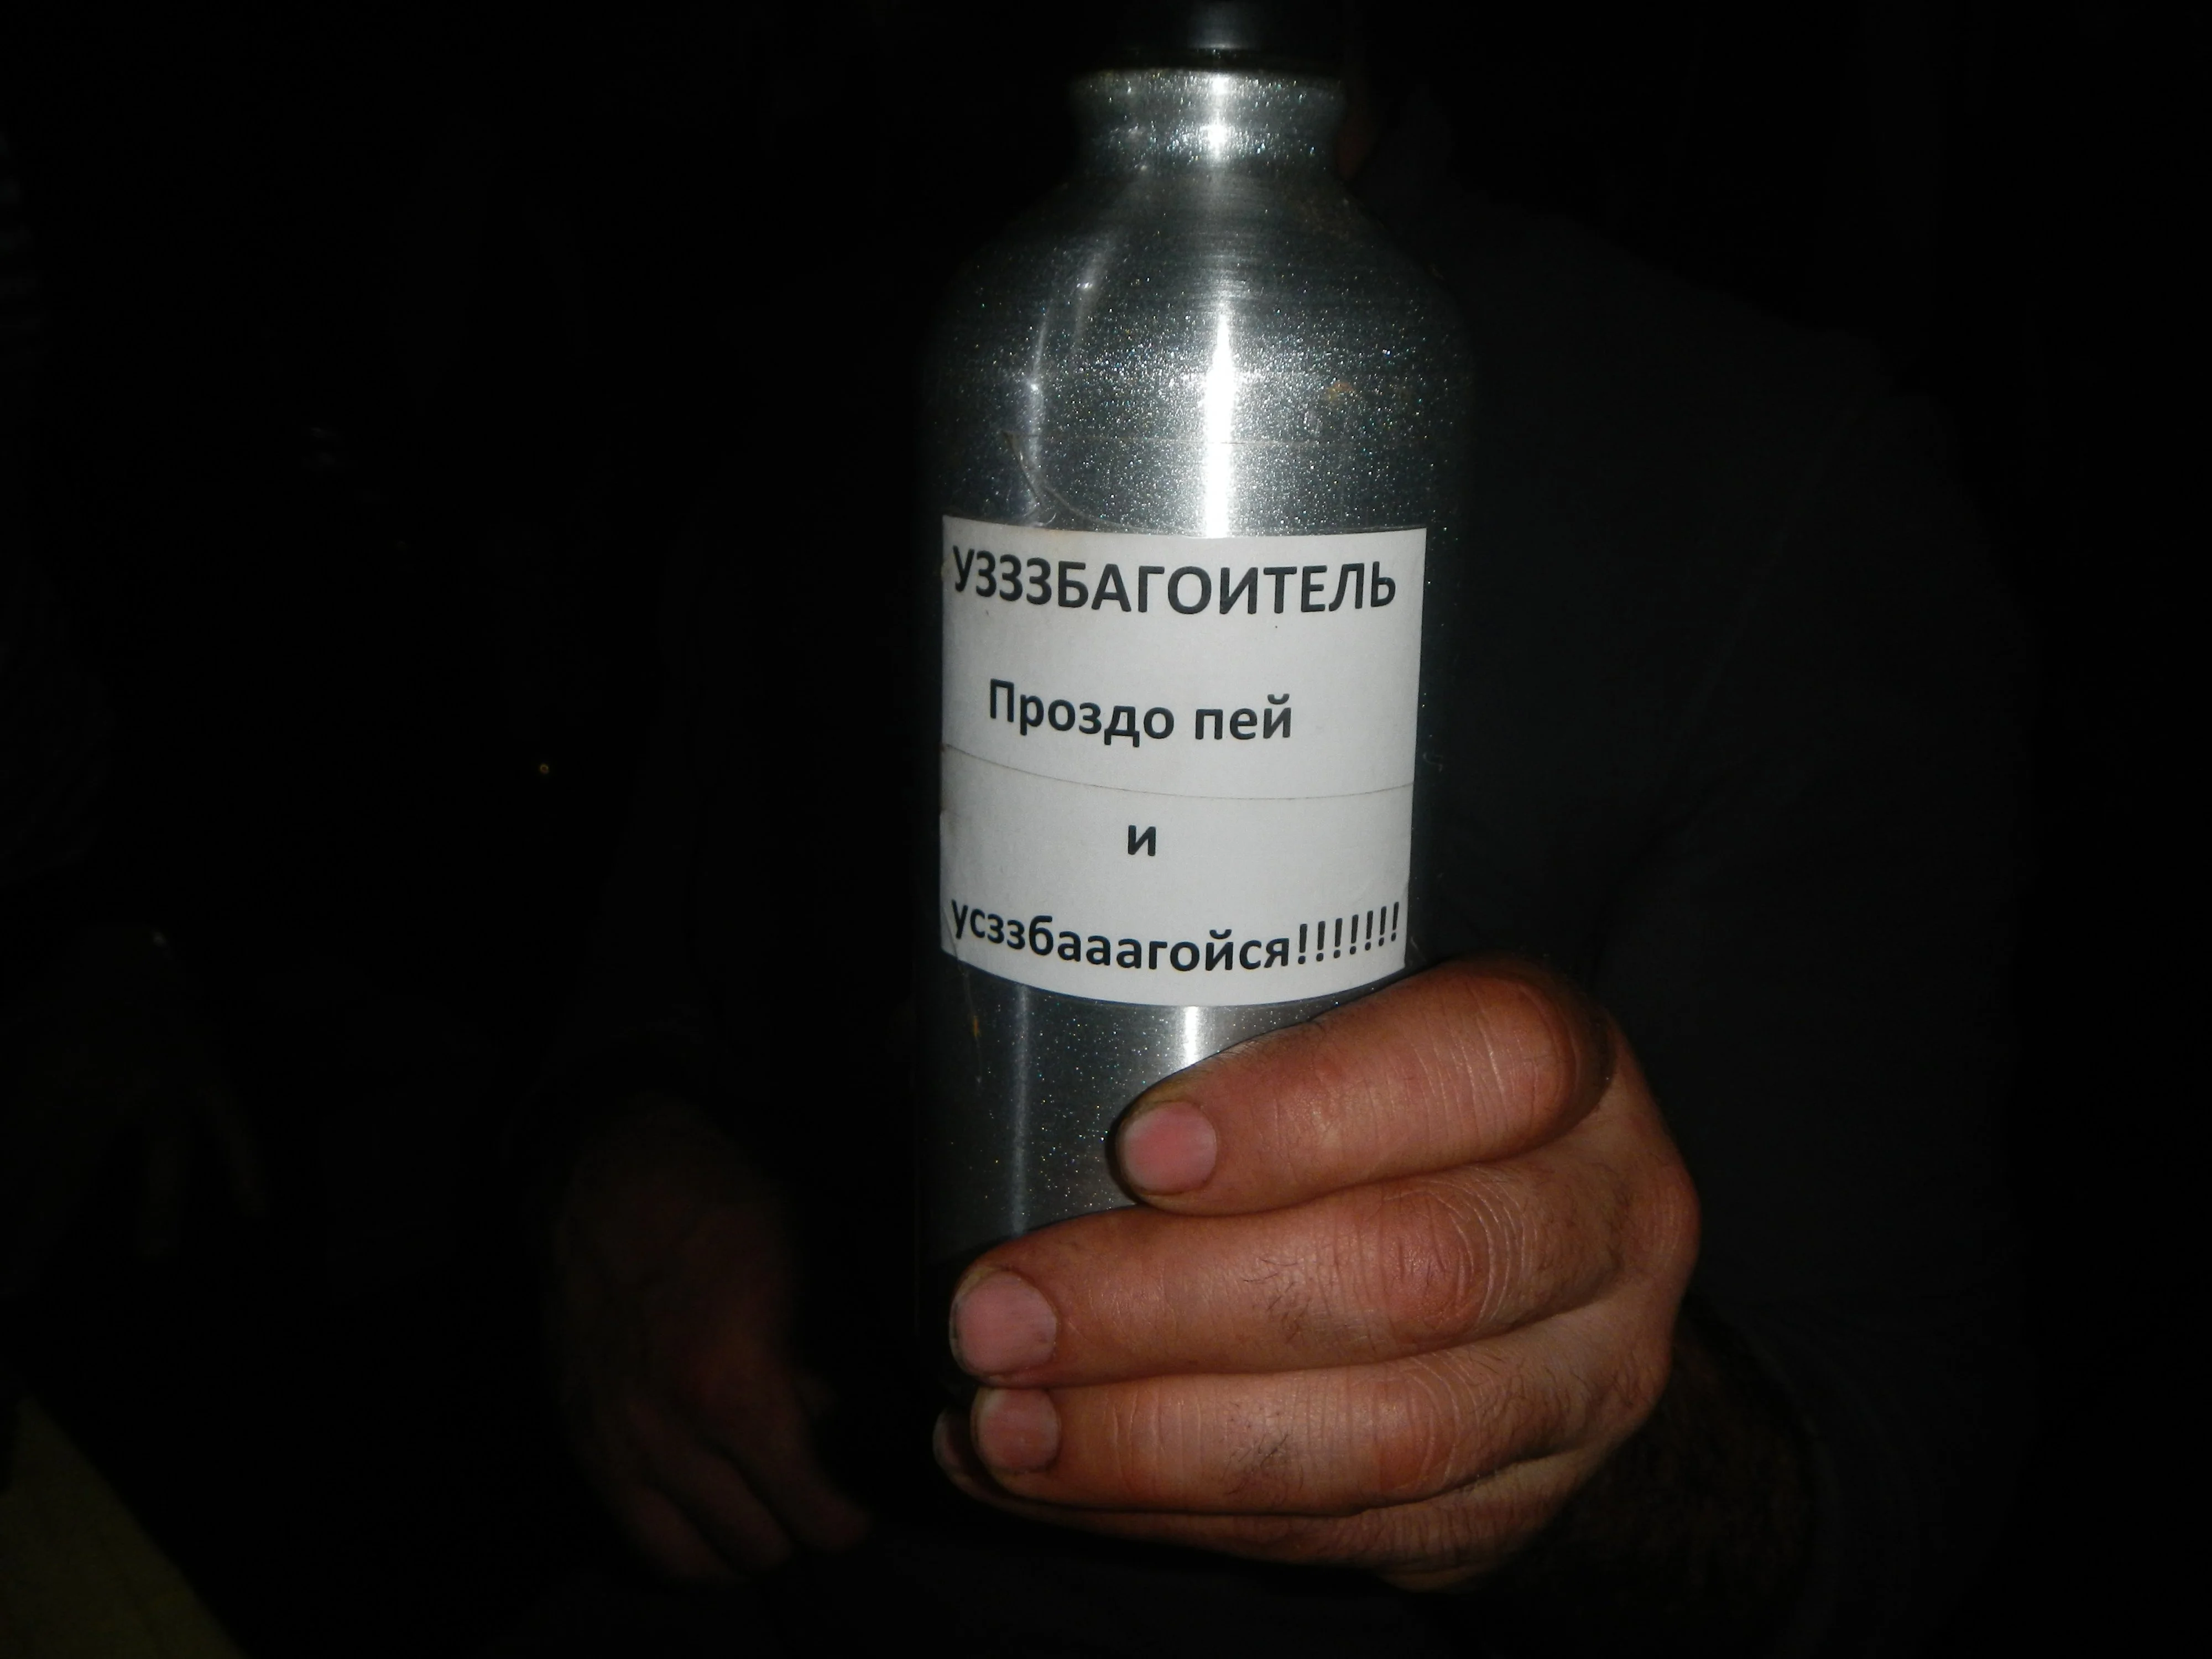 УЗЗЗБАГОИТЕЛЬ
Проздо пей
и
усззбааагойся!!!!!!!